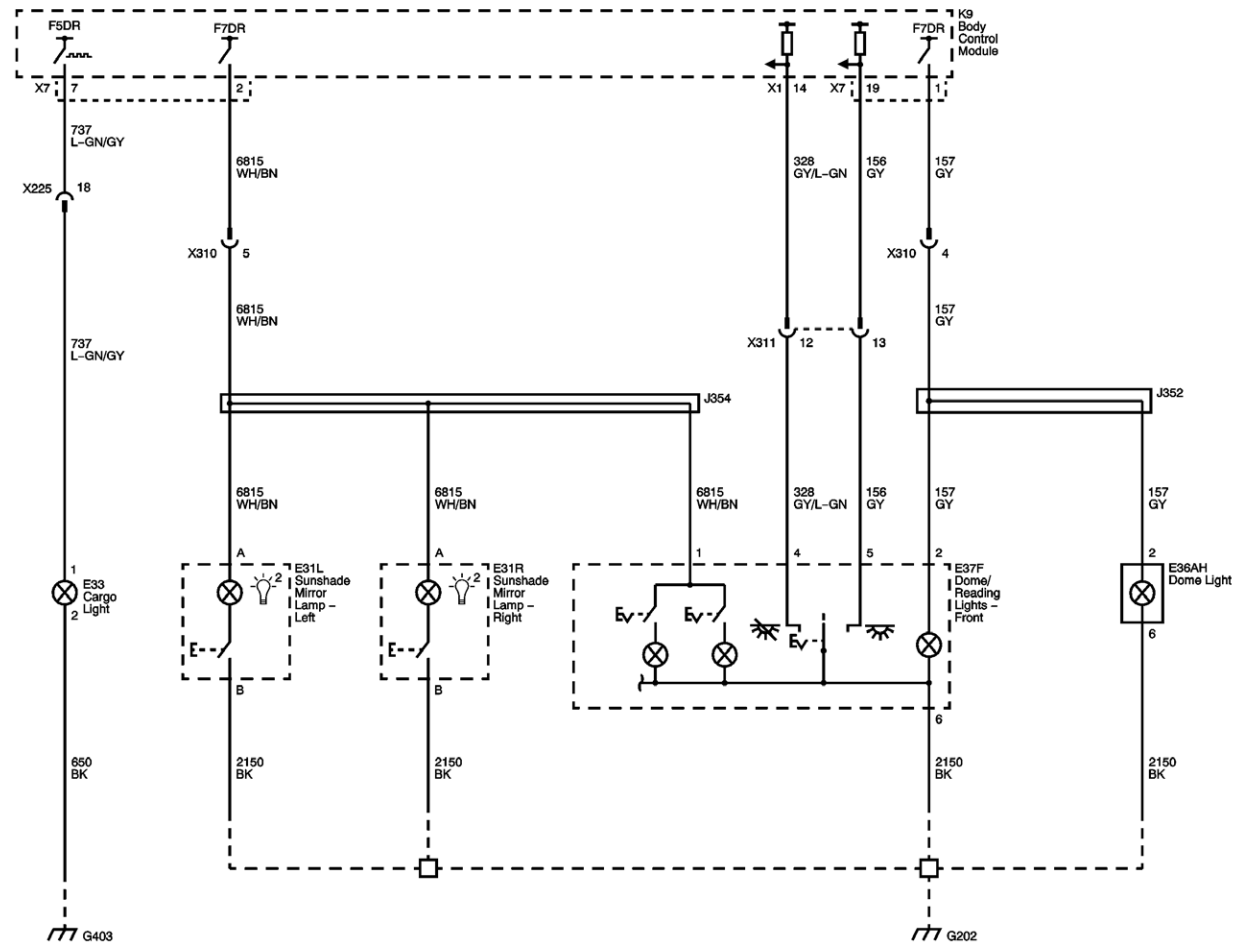 F5DR
F7DR
F7DR
K9
Body
Control
Module
X7
7
2
X1
14
X7
19
1
737
L-GN/GY
6815
WH/BN
328
GY/L-GN
156
GY
157
GY
X225
18
X310
5
X310
4
6815
WH/BN
157
GY
737
L-GN/GY
X311
12
13
J354
J352
6815
WH/BN
6815
WH/BN
6815
WH/BN
328
GY/L-GN
156
GY
157
GY
157
GY
1
E33
Cargo
Light
2
A
2
E31L
Sunshade
Mirror
Lamp –
Left
B
A
2
E31R
Sunshade
Mirror
Lamp –
Right
B
1
4
5
2
E37F
Dome/
Reading
Lights –
Front
6
2
E36AH
Dome Light
6
650
BK
2150
BK
2150
BK
2150
BK
2150
BK
G403
G202